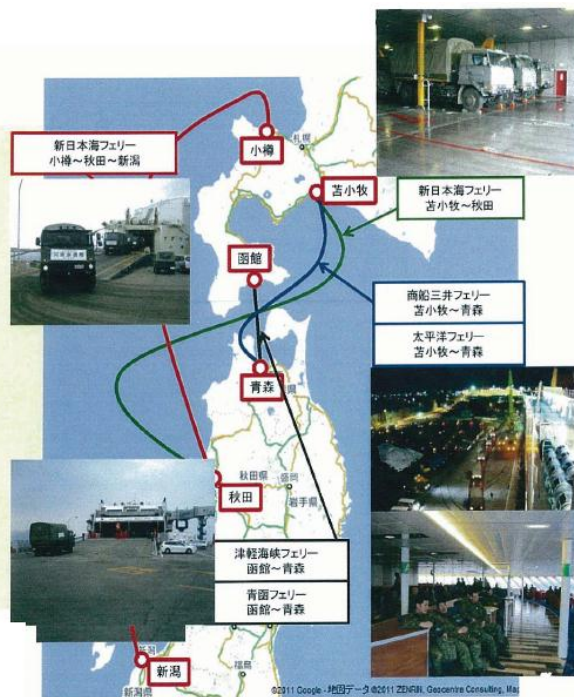 新日本海フェリー
小樽～秋田～新潟
小樽
札幌
苫小牧
新日本海フェリー
苫小牧～秋田
函館
商船三井フェリー
苫小牧～青森
太平洋フェリー
苫小牧～青森
青森
秋田県
盛岡
秋田
岩手県
津軽海峡フェリー
函館～青森
青函フェリー
函館～青森
新潟
新潟
新潟県
福島
©2011 Google - 地図データ ©2011 ZENRIN, Geocentre Consulting,